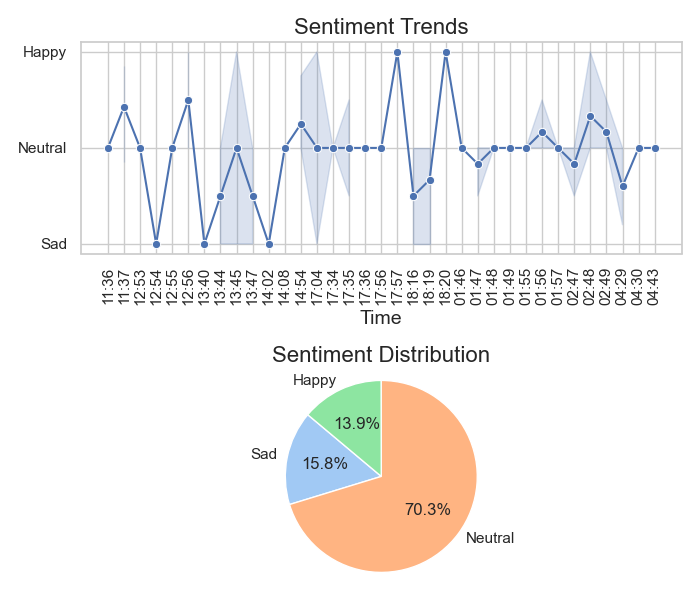 Sentiment Trends
Happy
Neutral
Sad
11:36 11:37 12:53 12:54 12:55 12:56 13:40 13:44 13:45 13:47 14:02 14:08 14:54 17:04 17:34 17:35 17:36 17:56 17:57 18:16 18:19 18:20 01:46 01:47 01:48 01:49 01:55 01:56 01:57 02:47 02:48 02:49 04:29 04:30 04:43
Time
Sentiment Distribution
Happy
13.9%
Sad
15.8%
70.3%
Neutral